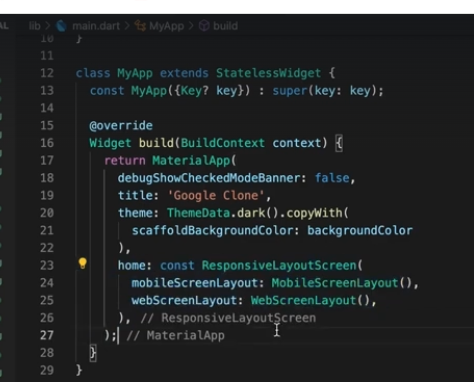 AL lib > main.dart > MyApp > build
10 }
11
12 class MyApp extends StatelessWidget {
13 const MyApp({Key? key}) : super(key: key);
14
15 @override
16 Widget build(BuildContext context) {
17 return MaterialApp(
18 debugShowCheckedModeBanner: false,
19 title: 'Google Clone',
20 theme: ThemeData.dark().copyWith(
21 scaffoldBackgroundColor: backgroundColor
22 ),
23 home: const ResponsiveLayoutScreen(
24 mobileScreenLayout: MobileScreenLayout(),
25 webScreenLayout: WebScreenLayout(),
26 ), // ResponsiveLayoutScreen
27 ); // MaterialApp
28 }
29 }